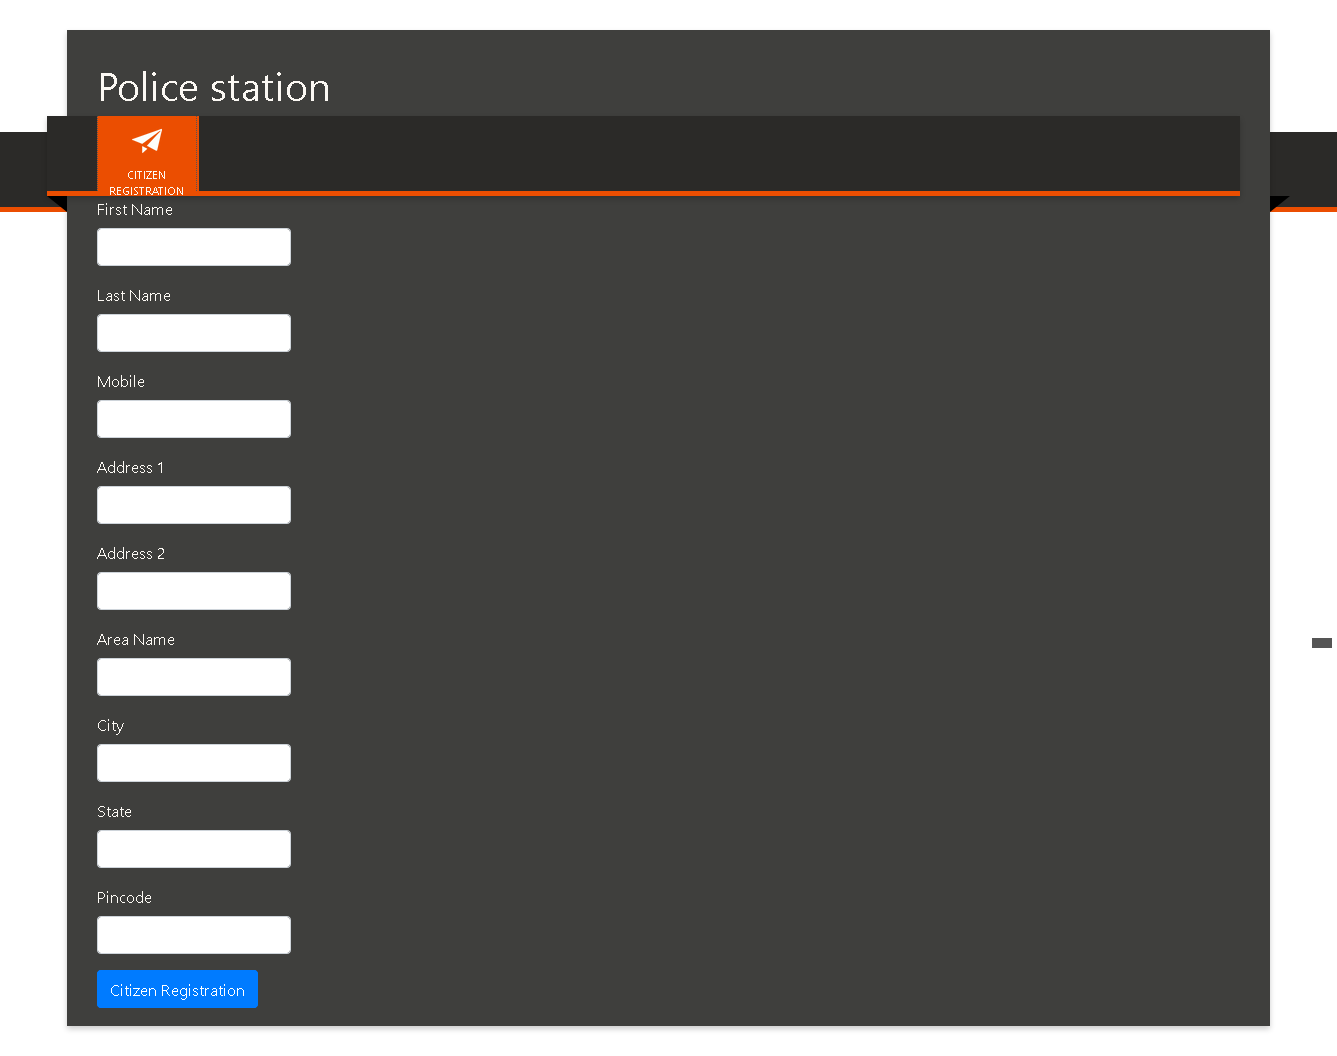 Police station
CITIZEN
REGISTRATION
First Name
Last Name
Mobile
Address 1
Address 2
Area Name
City
State
Pincode
Citizen Registration